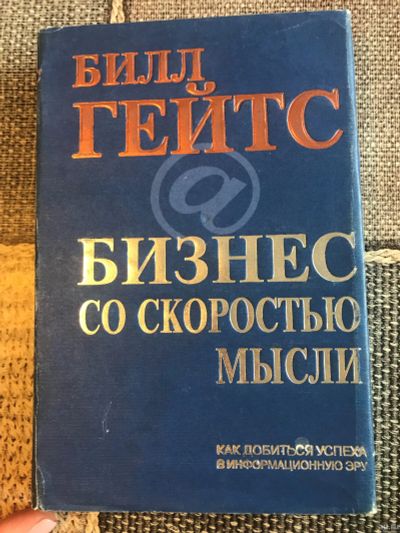 БИЛЛ
ГЕЙТС
@
БИЗНЕС
СО СКОРОСТЬЮ
МЫСЛИ
КАК ДОБИТЬСЯ УСПЕХА
В ИНФОРМАЦИОННУЮ ЭРУ